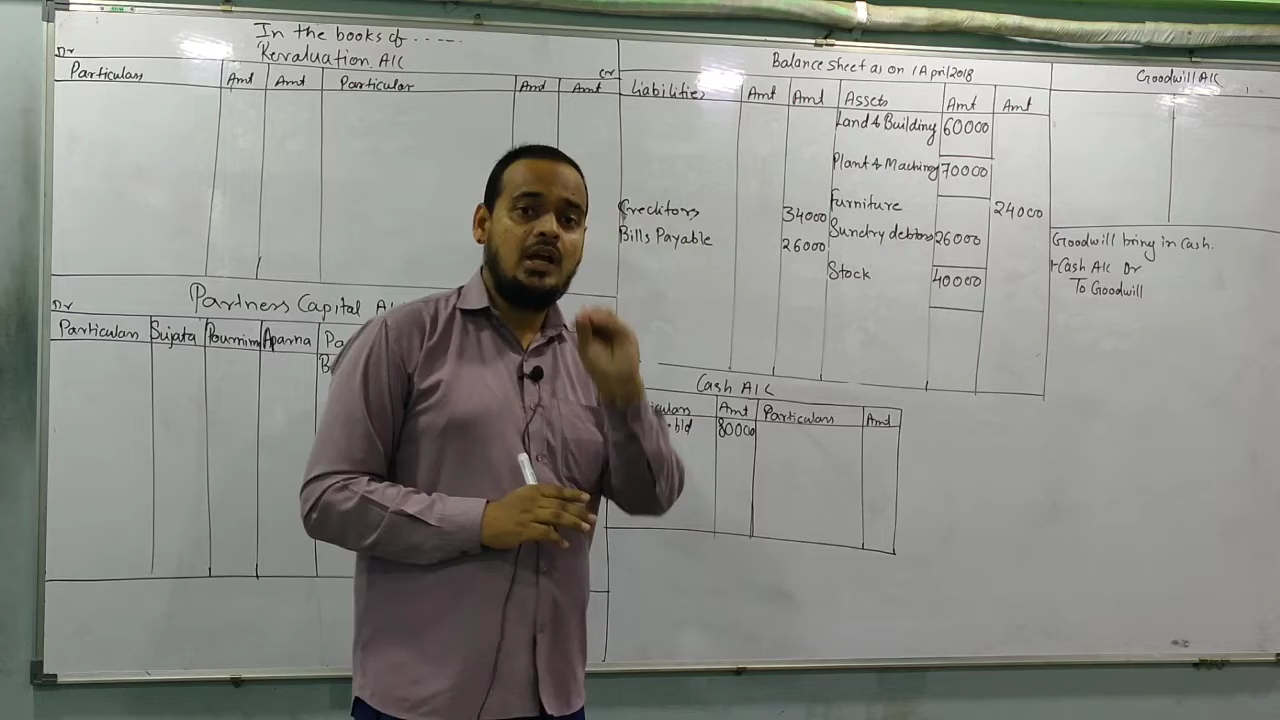 In the books of .....
Dr
Revaluation A/C
Cr
Particulars Amt Amt Particular Amt Amt
Dr
Partners Capital
Particulars Sujata Pournima Aparna
Balance Sheet as on 1 April 2018
Liabilities Amt Amt Assets Amt Amt
Land & Building 60000
Plant & Maching 70000
Furniture 24000
Creditors 34000
Sundry debtors 26000
Bills Payable 26000
Stock 40000
Cash A/C
Amt Particulars Amt
bld 80000
Goodwill A/C
Goodwill bring in cash.
Cash A/c Dr
To Goodwill